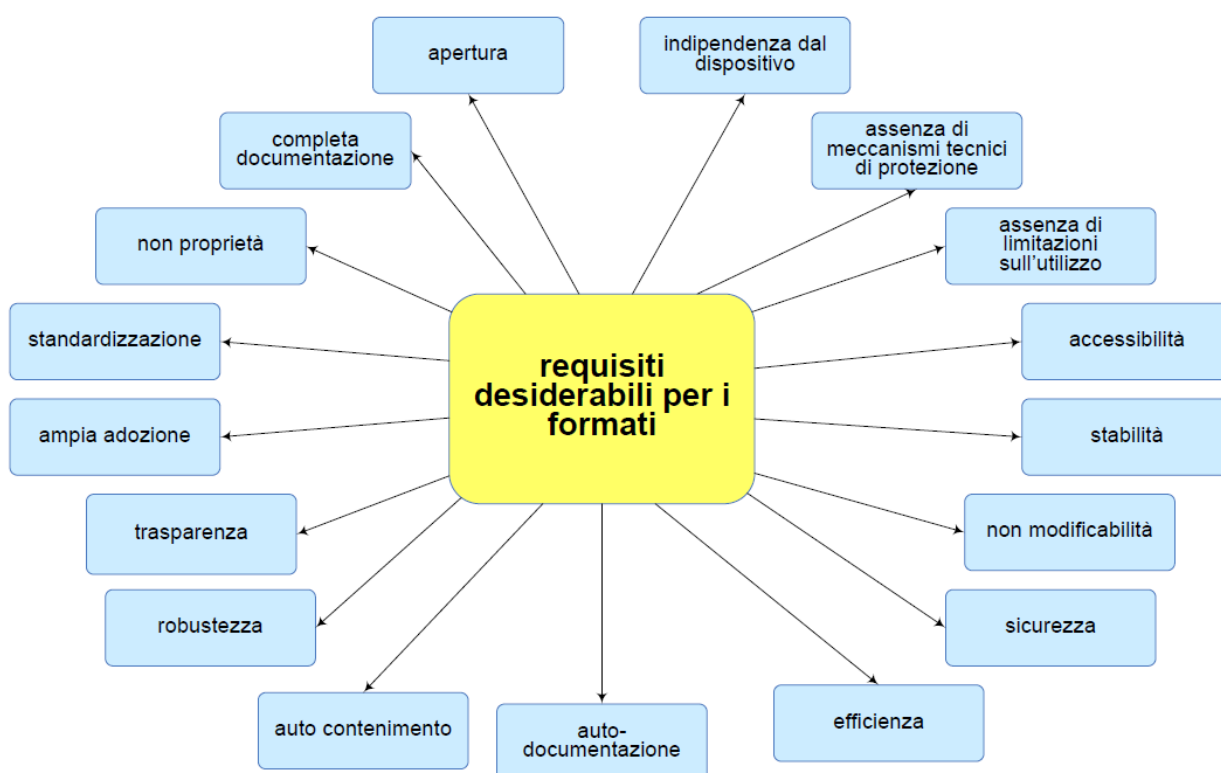 apertura
indipendenza dal
dispositivo
completa
documentazione
assenza di
meccanismi tecnici
di protezione
non proprietà
assenza di
limitazioni
sull'utilizzo
standardizzazione
requisiti
desiderabili per i
formati
accessibilità
ampia adozione
stabilità
trasparenza
non modificabilità
robustezza
sicurezza
auto contenimento
auto-
documentazione
efficienza